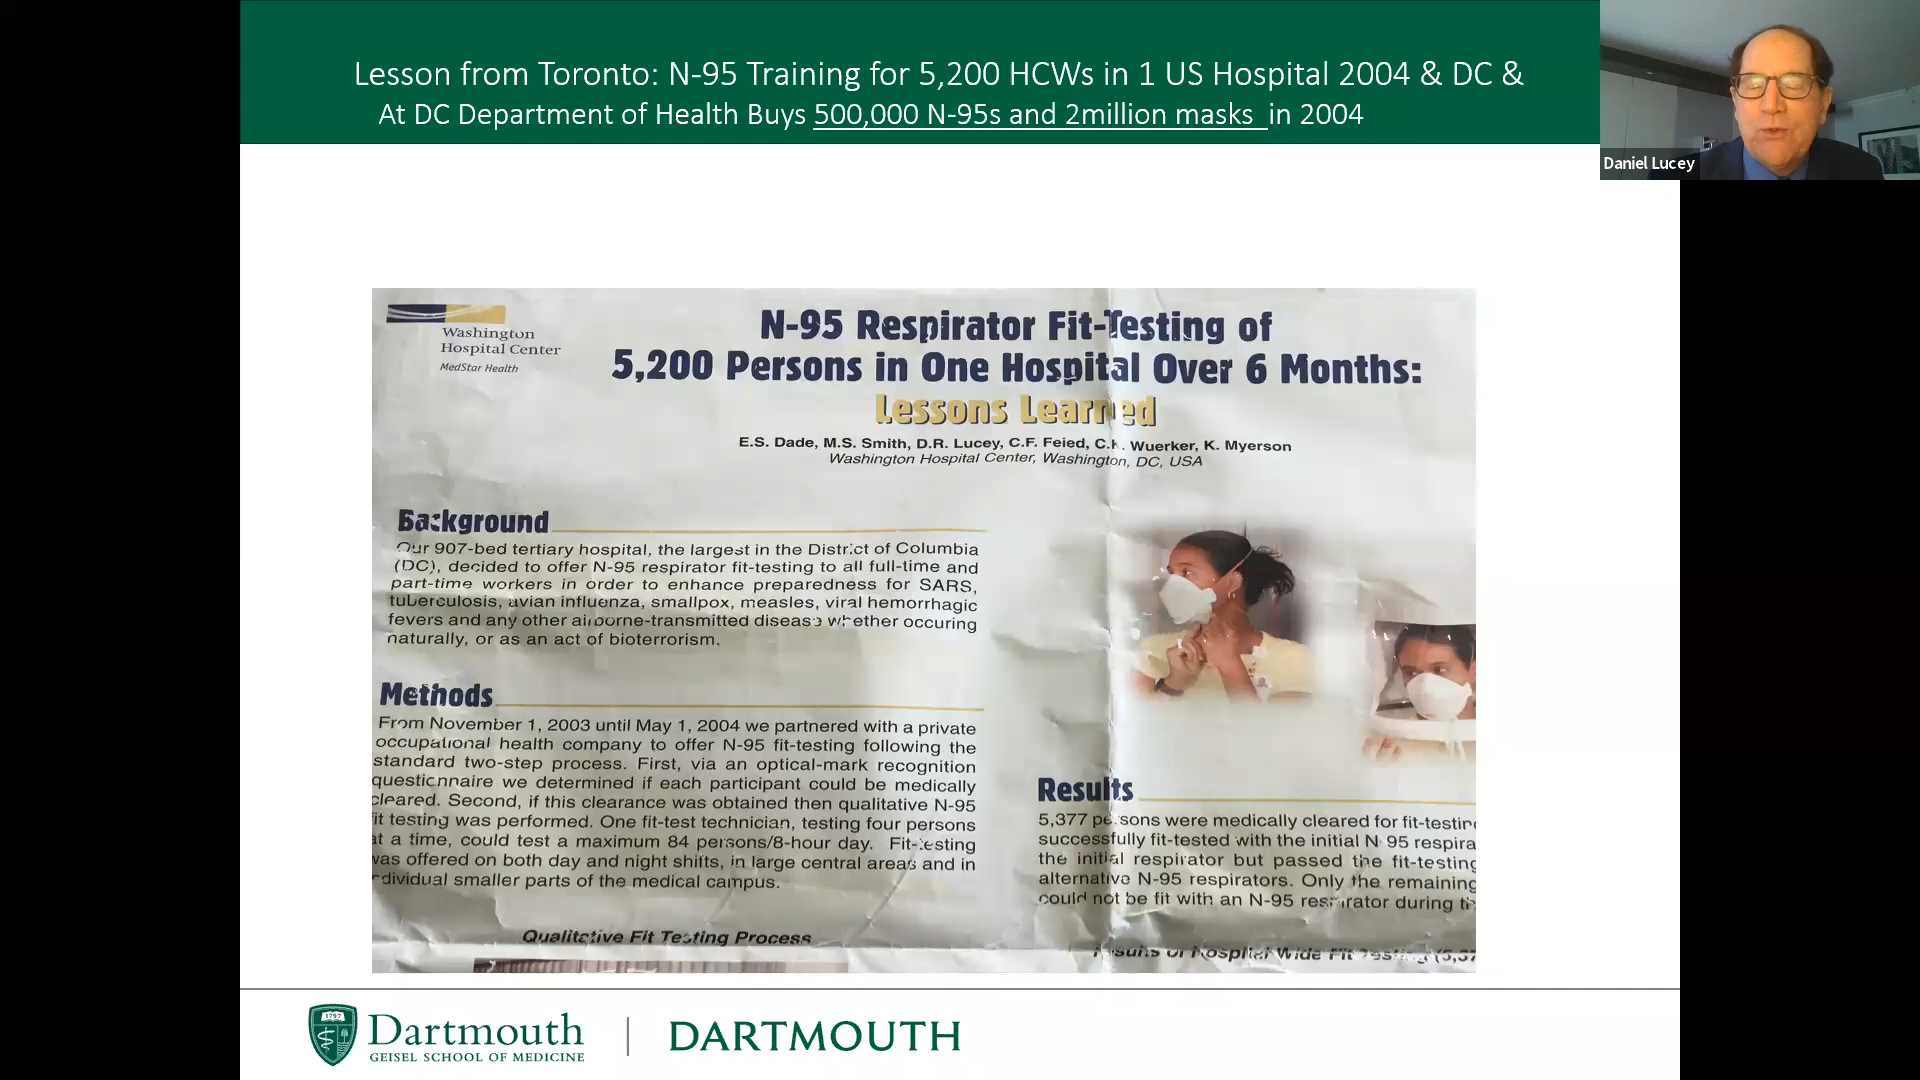 Lesson from Toronto: N-95 Training for 5,200 HCWs in 1 US Hospital 2004 & DC &
At DC Department of Health Buys 500,000 N-95s and 2million masks in 2004
Daniel Lucey
Washington
Hospital Center
MedStar Health
N-95 Respirator Fit-Testing of
5,200 Persons in One Hospital Over 6 Months:
Lessons Learned
E.S. Dade, M.S. Smith, D.R. Lucey, C.F. Feied, Wuerker, K. Myerson
Washington Hospital Center, Washington, DC, USA
Background
Our 907-bed tertiary hospital, the largest in the District of Columbia
(DC), decided to offer N-95 respirator fit-testing to all full-time and
part-time workers in order to enhance preparedness for SARS,
tuberculosis, avian influenza, smallpox, measles, viral hemorrhagic
fevers and any other airborne-transmitted disease whether occuring
naturally, or as an act of bioterrorism.
Methods
From November 1, 2003 until May 1, 2004 we partnered with a private
occupational health company to offer N-95 fit-testing following the
standard two-step process. First, via an optical-mark recognition
questionnaire we determined if each participant could be medically
cleared. Second, if this clearance was obtained then qualitative N-95
fit testing was performed. One fit-test technician, testing four persons
at a time, could test a maximum 84 persons/8-hour day. Fit-testing
was offered on both day and night shifts, in large central areas and in
dividual smaller parts of the medical campus.
Qualitative Fit Testing Process
Results
5,377 persons were medically cleared for fit-testin
successfully fit-tested with the initial N-95 respira
the initial respirator but passed the fit-testing
alternative N-95 respirators. Only the remaining
could not be fit with an N-95 respirator during th
Results of Hospital Wide Fit Testing (5,37
1797
Dartmouth
GEISEL SCHOOL OF MEDICINE
DARTMOUTH